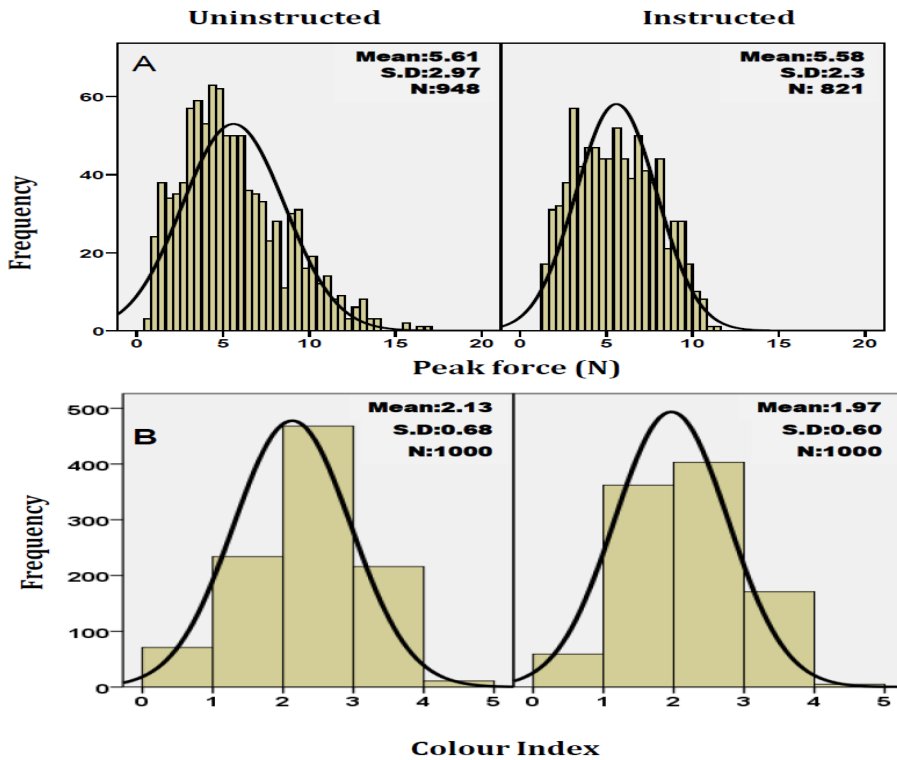 Uninstructed Instructed
A
Mean:5.61
S.D:2.97
N:948
Mean:5.58
S.D:2.3
N: 821
60
40
20
0
Frequency
0 5 10 15 20 0 5 10 15 20
Peak force (N)
B
Mean:2.13
S.D:0.68
N:1000
Mean:1.97
S.D:0.60
N:1000
500
400
300
200
100
0
Frequency
0 1 2 3 4 5 0 1 2 3 4 5
Colour Index